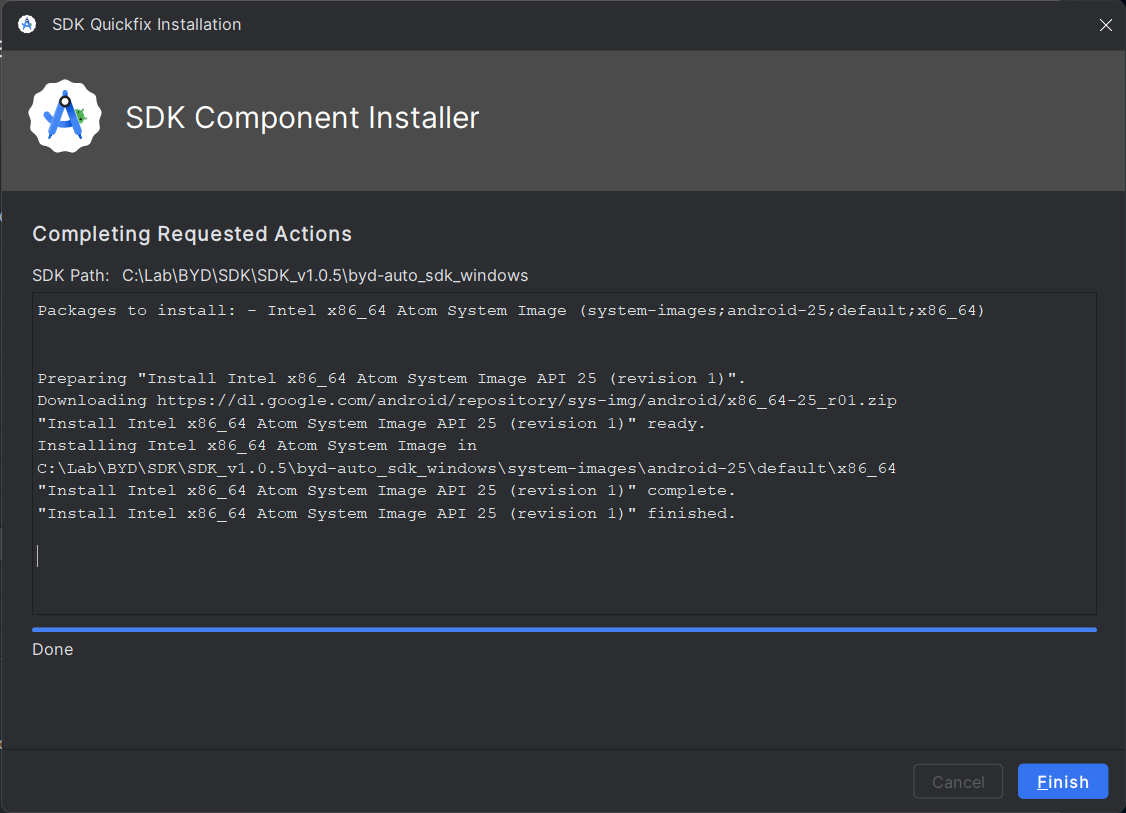 SDK Quickfix Installation
SDK Component Installer
Completing Requested Actions
SDK Path: C:\Lab\BYD\SDK\SDK_v1.0.5\byd-auto_sdk_windows
Packages to install: - Intel x86_64 Atom System Image (system-images;android-25;default;x86_64)
Preparing "Install Intel x86_64 Atom System Image API 25 (revision 1)".
Downloading https://dl.google.com/android/repository/sys-img/android/x86_64-25_r01.zip
"Install Intel x86_64 Atom System Image API 25 (revision 1)" ready.
Installing Intel x86_64 Atom System Image in
C:\Lab\BYD\SDK\SDK_v1.0.5\byd-auto_sdk_windows\system-images\android-25\default\x86_64
"Install Intel x86_64 Atom System Image API 25 (revision 1)" complete.
"Install Intel x86_64 Atom System Image API 25 (revision 1)" finished.
Done
Cancel
Finish